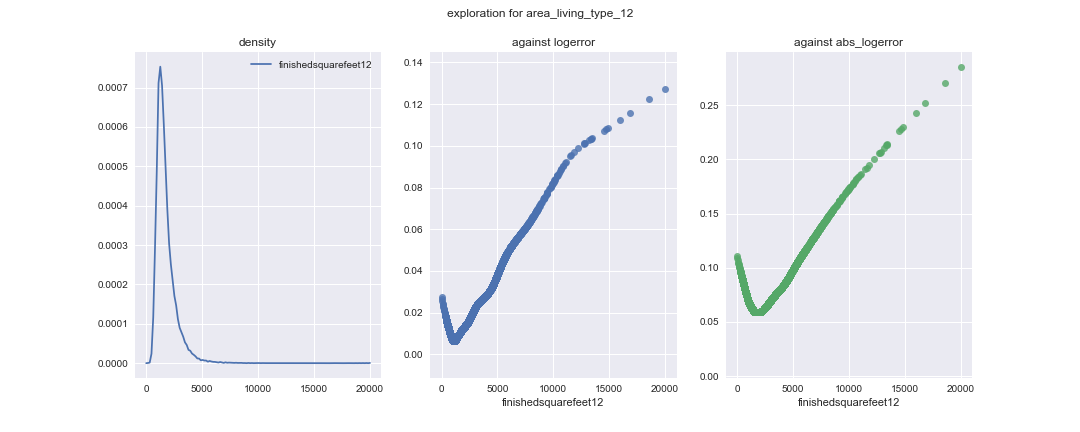 exploration for area_living_type_12
density
finishedsquarefeet12
0.0007
0.0006
0.0005
0.0004
0.0003
0.0002
0.0001
0.0000
0 5000 10000 15000 20000
against logerror
0.14
0.12
0.10
0.08
0.06
0.04
0.02
0.00
0 5000 10000 15000 20000
finishedsquarefeet12
against abs_logerror
0.25
0.20
0.15
0.10
0.05
0.00
0 5000 10000 15000 20000
finishedsquarefeet12